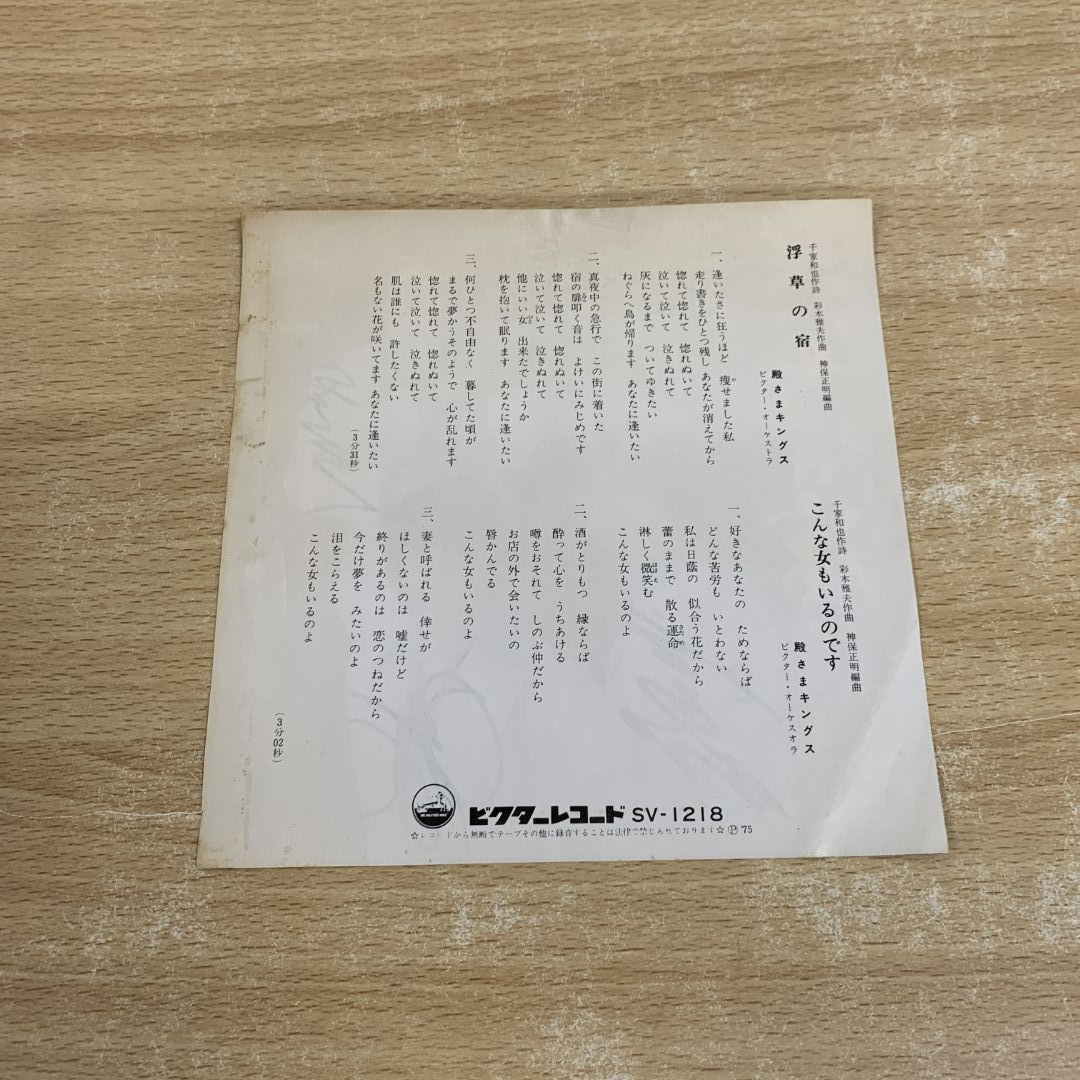 浮草の宿
千家和也作詩 彩木雅夫作曲 神保正明編曲
殿さまキングス
ビクター・オーケストラ
一、逢いたさに狂うほど 痩せました私
や
走り書きをひとつ残し あなたが消えてから
惚れて惚れて 惚れぬいて
泣いて泣いて 泣きぬれて
灰になるまで ついてゆきたい
ねぐらへ鳥が帰ります あなたに逢いたい
二、真夜中の急行で この街に着いた
宿の扉叩く音は よけいにみじめです
惚れて惚れて 惚れぬいて
泣いて泣いて 泣きぬれて
他にいい女 出来たでしょうか
枕を抱いて眠ります あなたに逢いたい
三、何ひとつ不自由なく 暮してた頃が
まるで夢かうそのようで 心が乱れます
惚れて惚れて 惚れぬいて
泣いて泣いて 泣きぬれて
肌は誰にも 許したくない
名もない花が咲いてます あなたに逢いたい
(3分31秒)
こんな女もいるのです
千家和也作詩 彩木雅夫作曲 神保正明編曲
殿さまキングス
ビクター・オーケスオラ
一、好きなあなたの ためならば
どんな苦労も いとわない
私は日蔭の 似合う花だから
蕾のままで 散る運命
淋しく微笑む
こんな女もいるのよ
二、酒がとりもつ 縁ならば
酔って心を うちあける
噂をおそれて しのぶ仲だから
お店の外で会いたいの
唇かんでる
こんな女もいるのよ
三、妻と呼ばれる 倖せが
ほしくないのは 嘘だけど
終りがあるのは 恋のつねだから
今だけ夢を みたいのよ
泪をこらえる
こんな女もいるのよ
(3分02秒)
ビクターレコード SV-1218
☆レコードから無断でテープその他に録音することは法律で禁じられております☆ Ⓟ'75